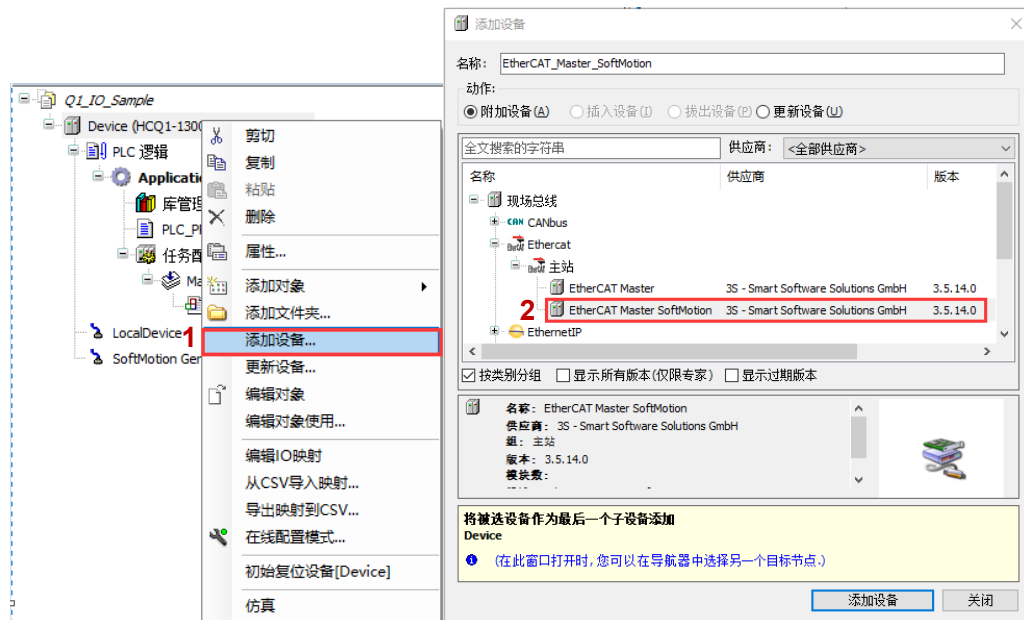 Q1_IO_Sample
Device (HCQ1-1300
PLC 逻辑
Applicati
库管理
PLC_P
任务配
Ma
LocalDevice
SoftMotion Ger
剪切
复制
粘贴
删除
属性...
添加对象
添加文件夹...
1
添加设备...
更新设备...
编辑对象
编辑对象使用...
编辑IO映射
从CSV导入映射...
导出映射到CSV...
在线配置模式...
初始复位设备[Device]
仿真
添加设备
名称: EtherCAT_Master_SoftMotion
动作:
附加设备(A) 插入设备(I) 拔出设备(P) 更新设备(U)
全文搜索的字符串 供应商: <全部供应商>
名称 供应商 版本
现场总线
CAN CANbus
Ethercat
主站
EtherCAT Master 3S - Smart Software Solutions GmbH 3.5.14.0
2 EtherCAT Master SoftMotion 3S - Smart Software Solutions GmbH 3.5.14.0
EthernetIP
按类别分组 显示所有版本(仅限专家) 显示过期版本
名称: EtherCAT Master SoftMotion
供应商: 3S - Smart Software Solutions GmbH
组: 主站
版本: 3.5.14.0
模块数:
将被选设备作为最后一个子设备添加
Device
(在此窗口打开时,您可以在导航器中选择另一个目标节点.)
添加设备 关闭